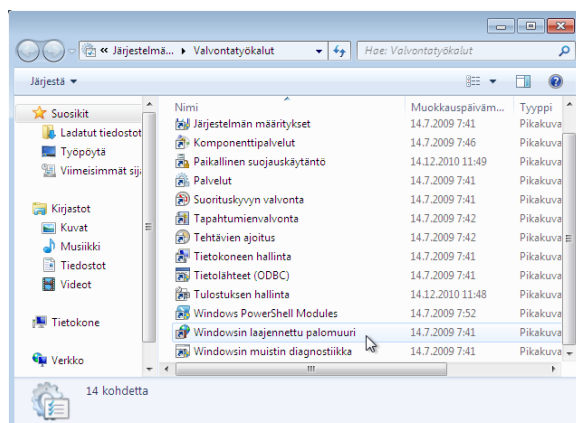 « Järjestelmä... ▸ Valvontatyökalut
Hae: Valvontatyökalut
Järjestä
Nimi Muokkauspäiväm... Tyyppi
Suosikit
Ladatut tiedostot
Työpöytä
Viimeisimmät sij
Kirjastot
Kuvat
Musiikki
Tiedostot
Videot
Tietokone
Verkko
Järjestelmän määritykset 14.7.2009 7:41 Pikakuva
Komponenttipalvelut 14.7.2009 7:46 Pikakuva
Paikallinen suojauskäytäntö 14.12.2010 11:49 Pikakuva
Palvelut 14.7.2009 7:41 Pikakuva
Suorituskyvyn valvonta 14.7.2009 7:41 Pikakuva
Tapahtumienvalvonta 14.7.2009 7:42 Pikakuva
Tehtävien ajoitus 14.7.2009 7:42 Pikakuva
Tietokoneen hallinta 14.7.2009 7:41 Pikakuva
Tietolähteet (ODBC) 14.7.2009 7:41 Pikakuva
Tulostuksen hallinta 14.12.2010 11:48 Pikakuva
Windows PowerShell Modules 14.7.2009 7:52 Pikakuva
Windowsin laajennettu palomuuri 14.7.2009 7:41 Pikakuva
Windowsin muistin diagnostiikka 14.7.2009 7:41 Pikakuva
14 kohdetta